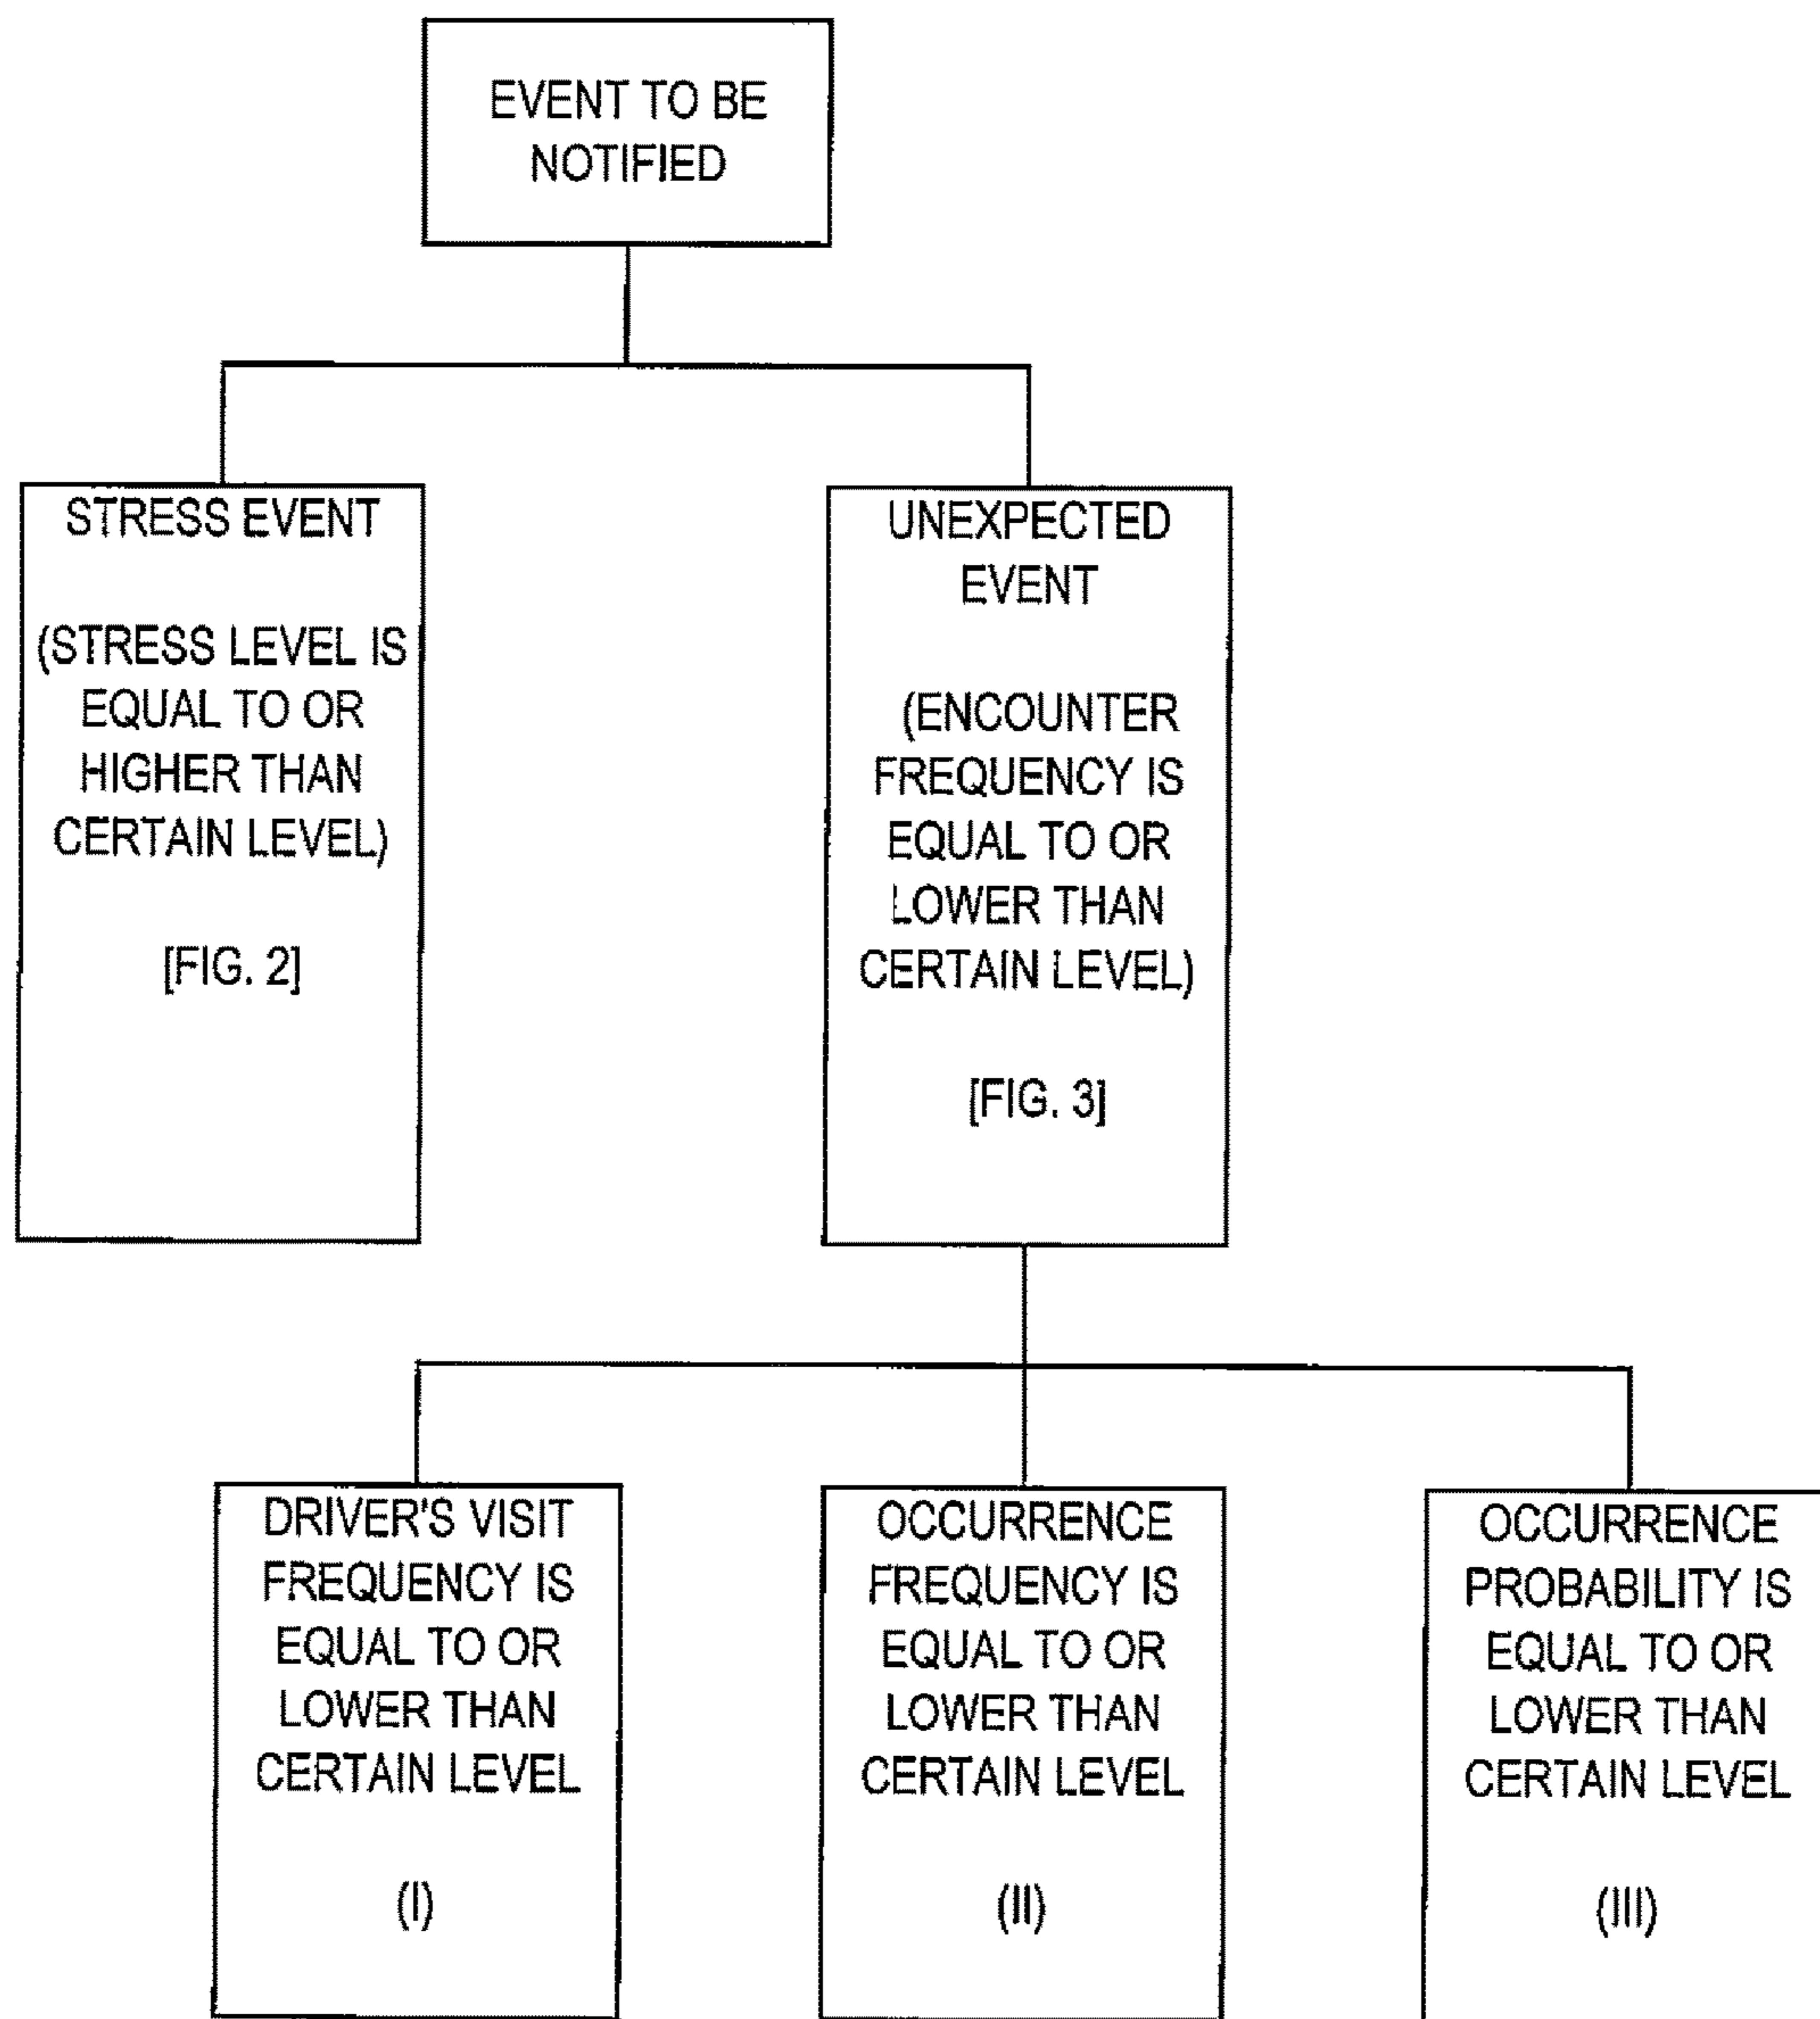 EVENT TO BE
NOTIFIED
STRESS EVENT
(STRESS LEVEL IS
EQUAL TO OR
HIGHER THAN
CERTAIN LEVEL)
[FIG. 2]
UNEXPECTED
EVENT
(ENCOUNTER
FREQUENCY IS
EQUAL TO OR
LOWER THAN
CERTAIN LEVEL)
[FIG. 3]
DRIVER'S VISIT
FREQUENCY IS
EQUAL TO OR
LOWER THAN
CERTAIN LEVEL
(I)
OCCURRENCE
FREQUENCY IS
EQUAL TO OR
LOWER THAN
CERTAIN LEVEL
(II)
OCCURRENCE
PROBABILITY IS
EQUAL TO OR
LOWER THAN
CERTAIN LEVEL
(III)